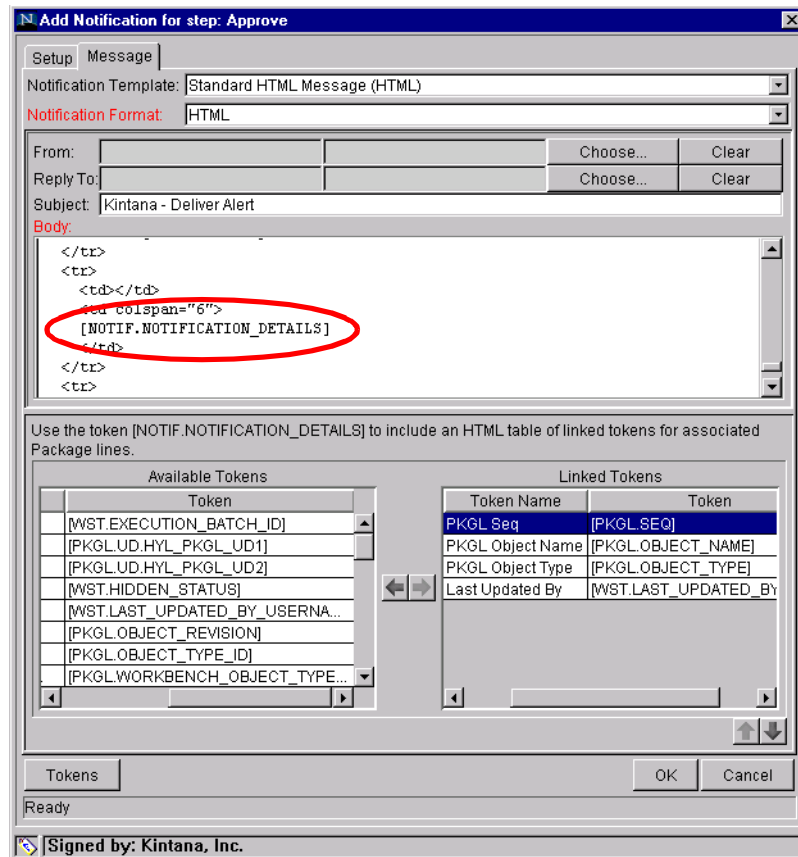 Add Notification for step: Approve
Setup Message
Notification Template: Standard HTML Message (HTML)
Notification Format: HTML
From: Choose... Clear
Reply To: Choose... Clear
Subject: Kintana - Deliver Alert
Body:
</tr>
<tr>
<td></td>
<td colspan="6">
[NOTIF.NOTIFICATION_DETAILS]
</td>
</tr>
<tr>
Use the token [NOTIF.NOTIFICATION_DETAILS] to include an HTML table of linked tokens for associated
Package lines.
Available Tokens Linked Tokens
Token Token Name Token
[WST.EXECUTION_BATCH_ID] PKGL Seq [PKGL.SEQ]
[PKGL.UD.HYL_PKGL_UD1] PKGL Object Name [PKGL.OBJECT_NAME]
[PKGL.UD.HYL_PKGL_UD2] PKGL Object Type [PKGL.OBJECT_TYPE]
[WST.HIDDEN_STATUS] Last Updated By [WST.LAST_UPDATED_BY
[WST.LAST_UPDATED_BY_USERNA...
[PKGL.OBJECT_REVISION]
[PKGL.OBJECT_TYPE_ID]
[PKGL.WORKBENCH_OBJECT_TYPE...
Tokens OK Cancel
Ready
Signed by: Kintana, Inc.